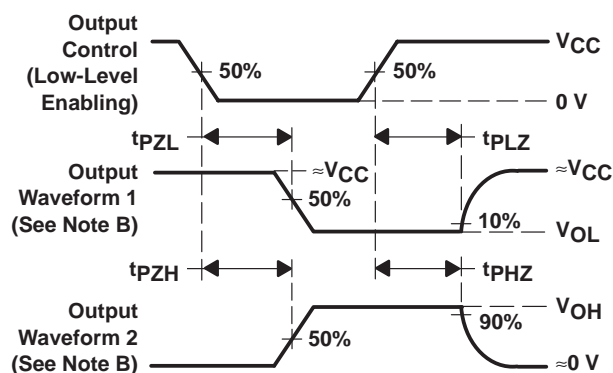 Output
Control
(Low-Level
Enabling)
50%
50%
VCC
0 V
tPZL
tPLZ
Output
Waveform 1
(See Note B)
≈VCC
50%
≈VCC
10%
VOL
tPZH
tPHZ
Output
Waveform 2
(See Note B)
50%
VOH
90%
≈0 V